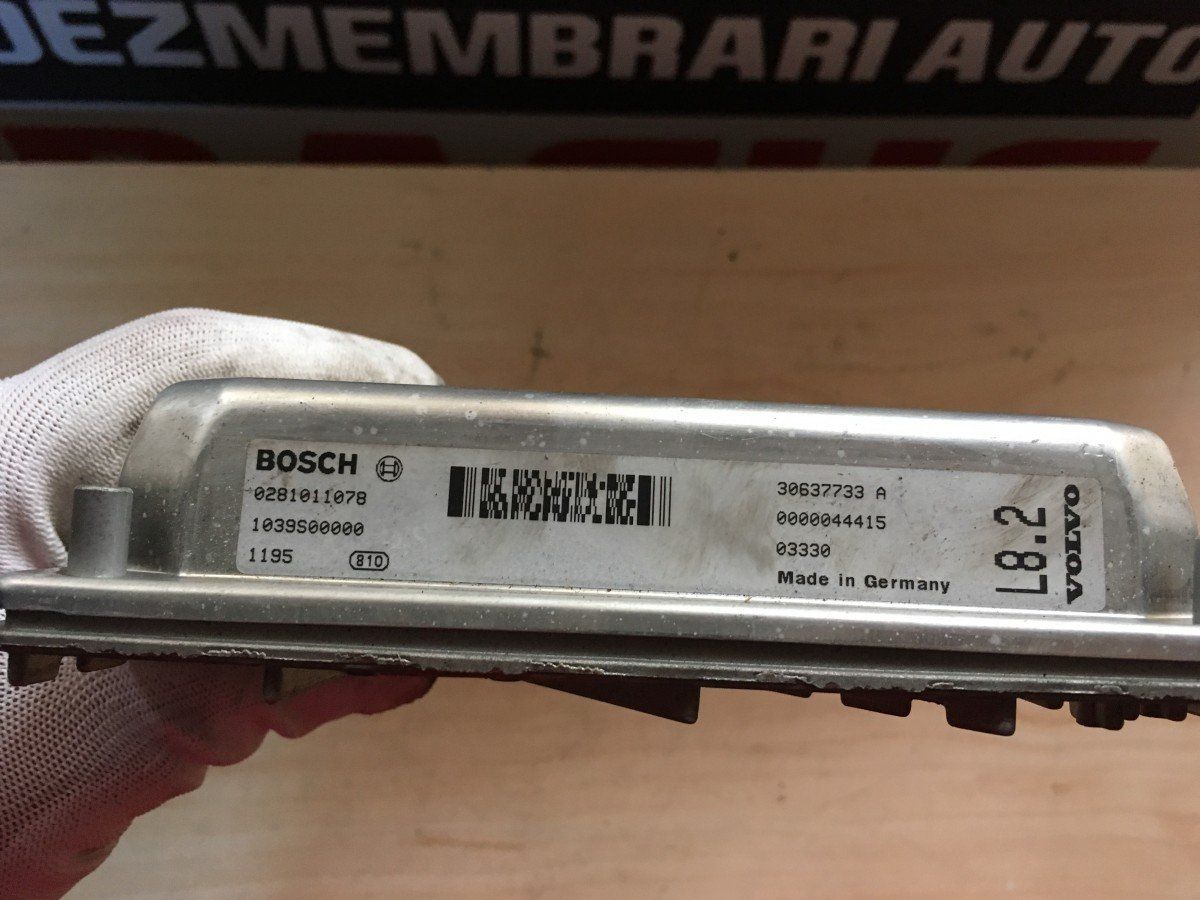 DEZMEMBRARI AUTO
BOSCH
0281011078
1039S00000
1195 810
30637733 A
0000044415
03330
Made in Germany
L8.2
VOLVO